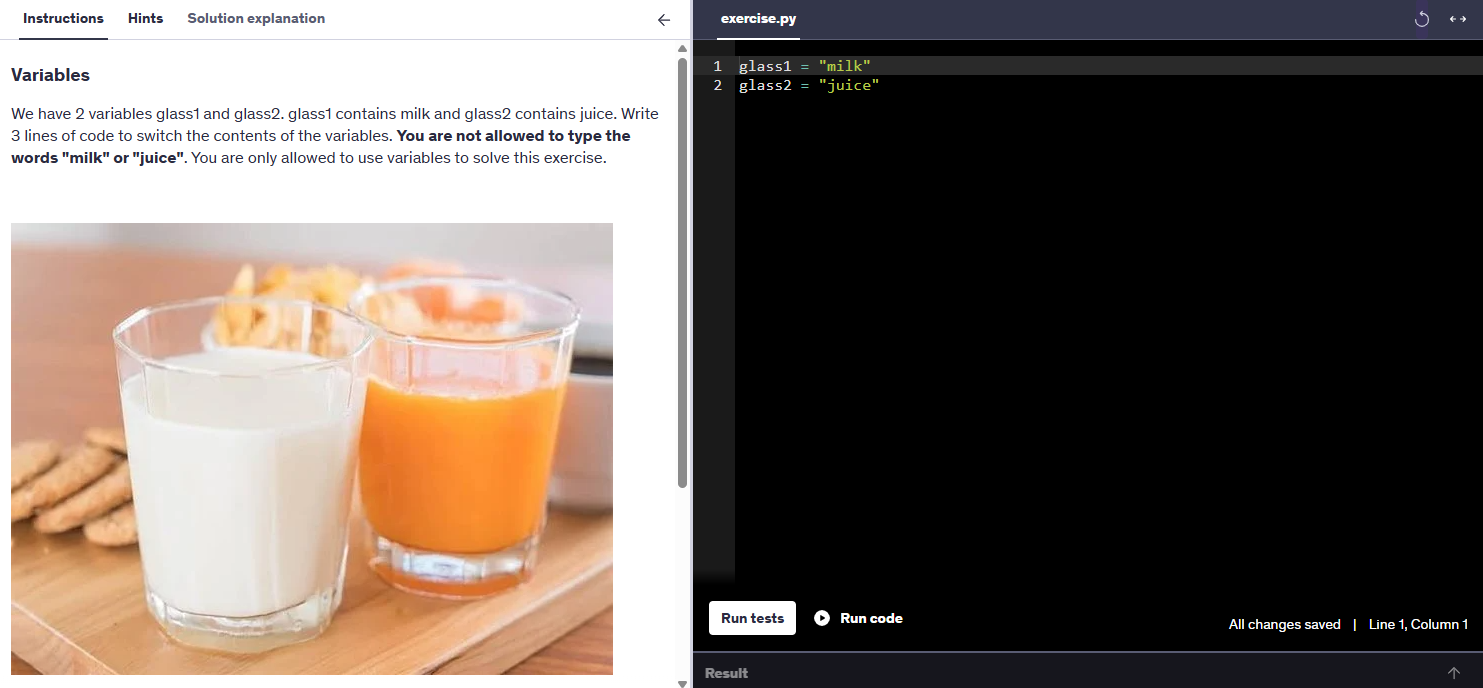 Instructions Hints Solution explanation
Variables
We have 2 variables glass1 and glass2. glass1 contains milk and glass2 contains juice. Write
3 lines of code to switch the contents of the variables. You are not allowed to type the
words "milk" or "juice". You are only allowed to use variables to solve this exercise.
exercise.py
1 glass1 = "milk"
2 glass2 = "juice"
Run tests Run code All changes saved | Line 1, Column 1
Result